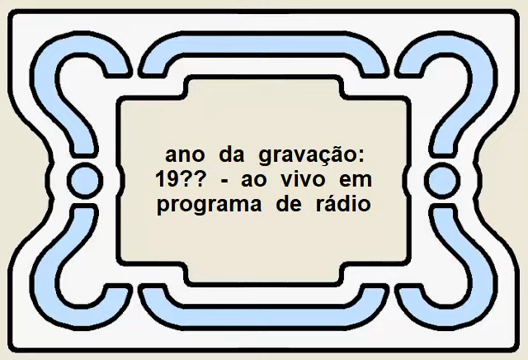 ano da gravação:
19?? - ao vivo em
programa de rádio